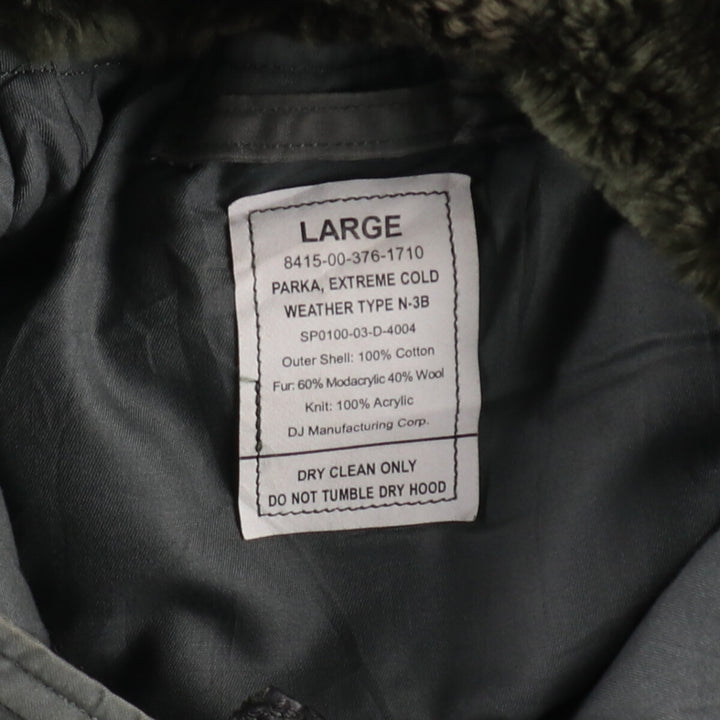 LARGE
8415-00-376-1710
PARKA, EXTREME COLD
WEATHER TYPE N-3B
SP0100-03-D-4004
Outer Shell: 100% Cotton
Fur: 60% Modacrylic 40% Wool
Knit: 100% Acrylic
DJ Manufacturing Corp.
DRY CLEAN ONLY
DO NOT TUMBLE DRY HOOD